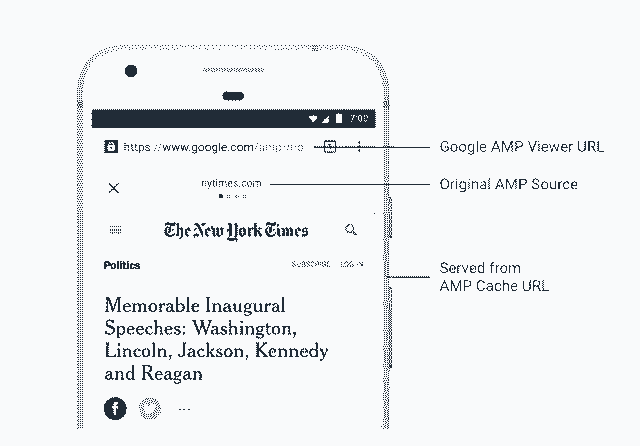 7:00
https://www.google.com/amp
Google AMP Viewer URL
nytimes.com
Original AMP Source
The New York Times
Politics
SUBSCRIBE LOG IN
Served from
AMP Cache URL
Memorable Inaugural
Speeches: Washington,
Lincoln, Jackson, Kennedy
and Reagan